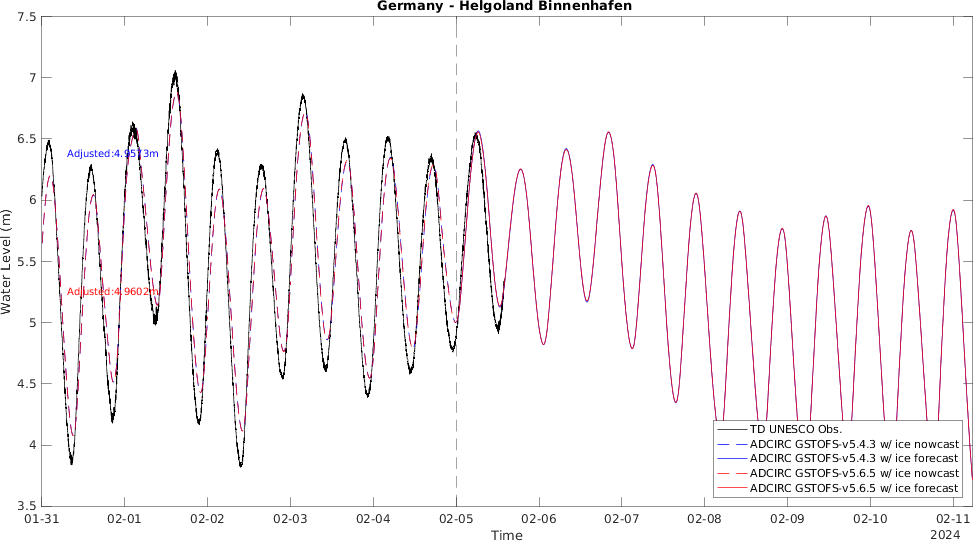 Germany - Helgoland Binnenhafen
7.5
7
6.5
6
5.5
5
4.5
4
3.5
Water Level (m)
Adjusted:4.9573m
Adjusted:4.9602m
TD UNESCO Obs.
ADCIRC GSTOFS-v5.4.3 w/ ice nowcast
ADCIRC GSTOFS-v5.4.3 w/ ice forecast
ADCIRC GSTOFS-v5.6.5 w/ ice nowcast
ADCIRC GSTOFS-v5.6.5 w/ ice forecast
01-31 02-01 02-02 02-03 02-04 02-05 02-06 02-07 02-08 02-09 02-10 02-11
Time
2024